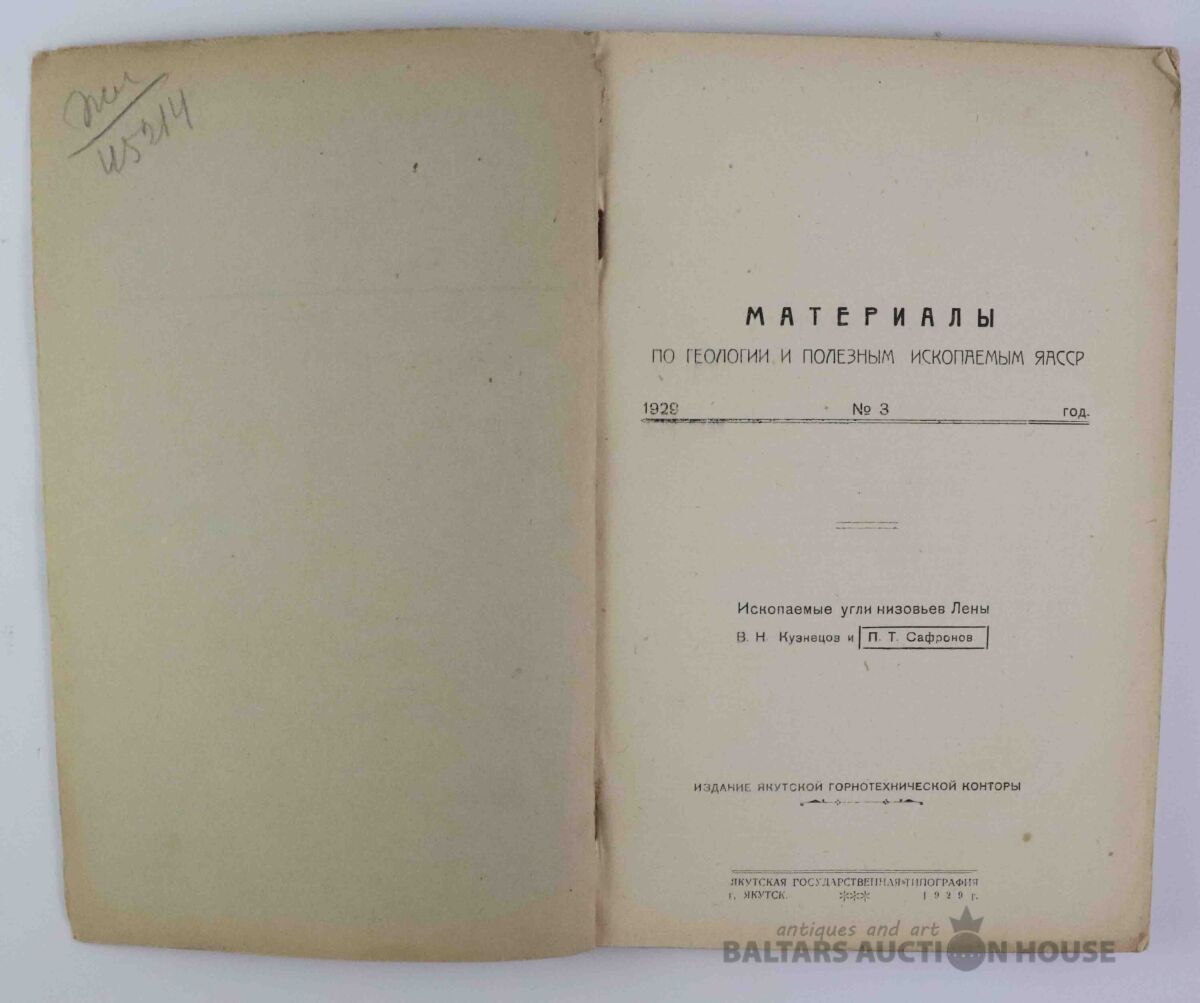 45214
МАТЕРИАЛЫ
ПО ГЕОЛОГИИ И ПОЛЕЗНЫМ ИСКОПАЕМЫМ ЯАССР
1929 № 3 год.
Ископаемые угли низовьев Лены
В. Н. Кузнецов и П. Т. Сафронов
ИЗДАНИЕ ЯКУТСКОЙ ГОРНОТЕХНИЧЕСКОЙ КОНТОРЫ
ЯКУТСКАЯ ГОСУДАРСТВЕННАЯ ТИПОГРАФИЯ
г. ЯКУТСК. 1929 г.
antiques and art
BALTARS AUCTION HOUSE